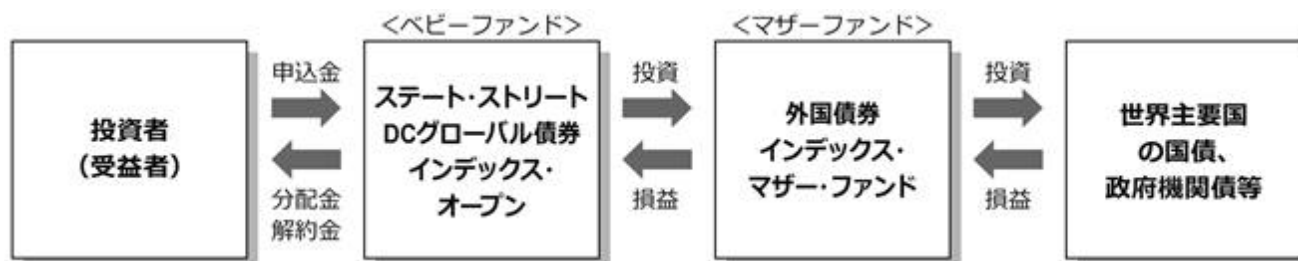 <ベビーファンド>
<マザーファンド>
投資者
（受益者）
申込金
分配金
解約金
ステート・ストリート
DCグローバル債券
インデックス・
オープン
投資
損益
外国債券
インデックス・
マザー・ファンド
投資
損益
世界主要国
の国債、
政府機関債等